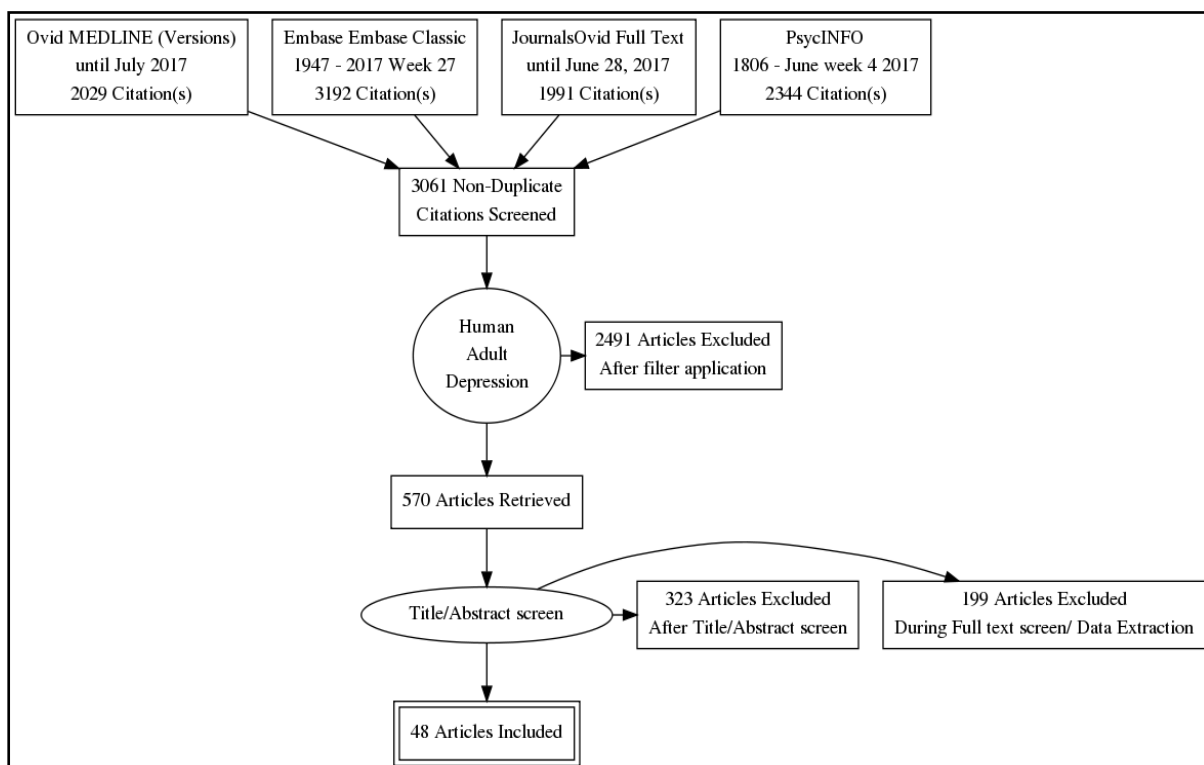 Ovid MEDLINE (Versions)
until July 2017
2029 Citation(s)
Embase Embase Classic
1947 - 2017 Week 27
3192 Citation(s)
JournalsOvid Full Text
until June 28, 2017
1991 Citation(s)
PsycINFO
1806 - June week 4 2017
2344 Citation(s)
3061 Non-Duplicate
Citations Screened
Human
Adult
Depression
2491 Articles Excluded
After filter application
570 Articles Retrieved
Title/Abstract screen
323 Articles Excluded
After Title/Abstract screen
199 Articles Excluded
During Full text screen/ Data Extraction
48 Articles Included